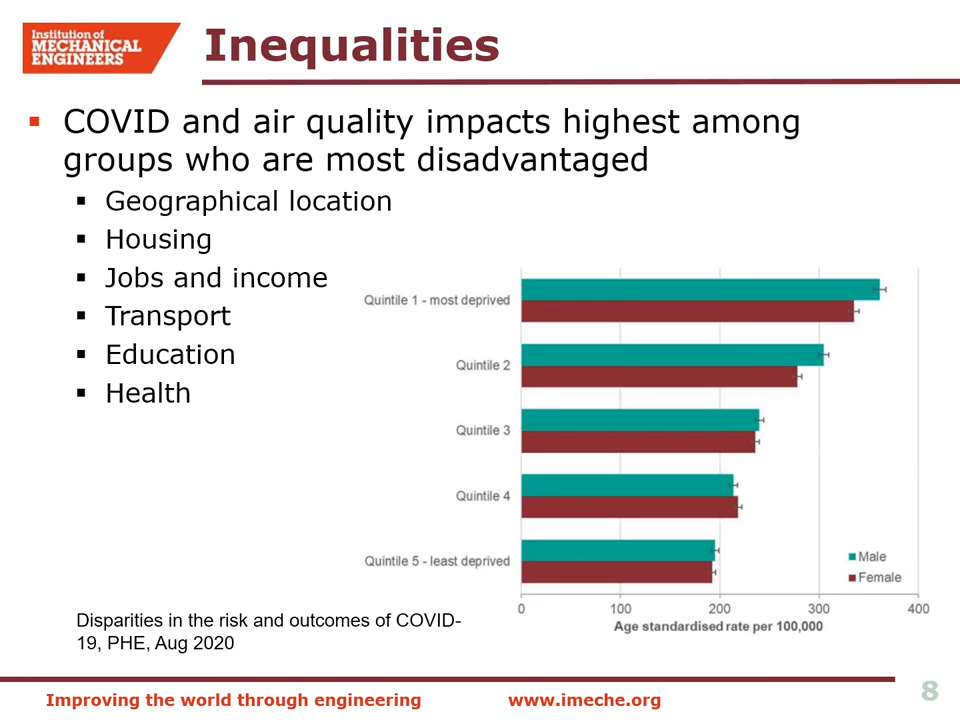 Institution of
MECHANICAL
ENGINEERS
Inequalities
COVID and air quality impacts highest among
groups who are most disadvantaged
Geographical location
Housing
Jobs and income
Transport
Education
Health
Quintile 1 - most deprived
Quintile 2
Quintile 3
Quintile 4
Quintile 5 - least deprived
Male
Female
0 100 200 300 400
Age standardised rate per 100,000
Disparities in the risk and outcomes of COVID-
19, PHE, Aug 2020
Improving the world through engineering www.imeche.org 8